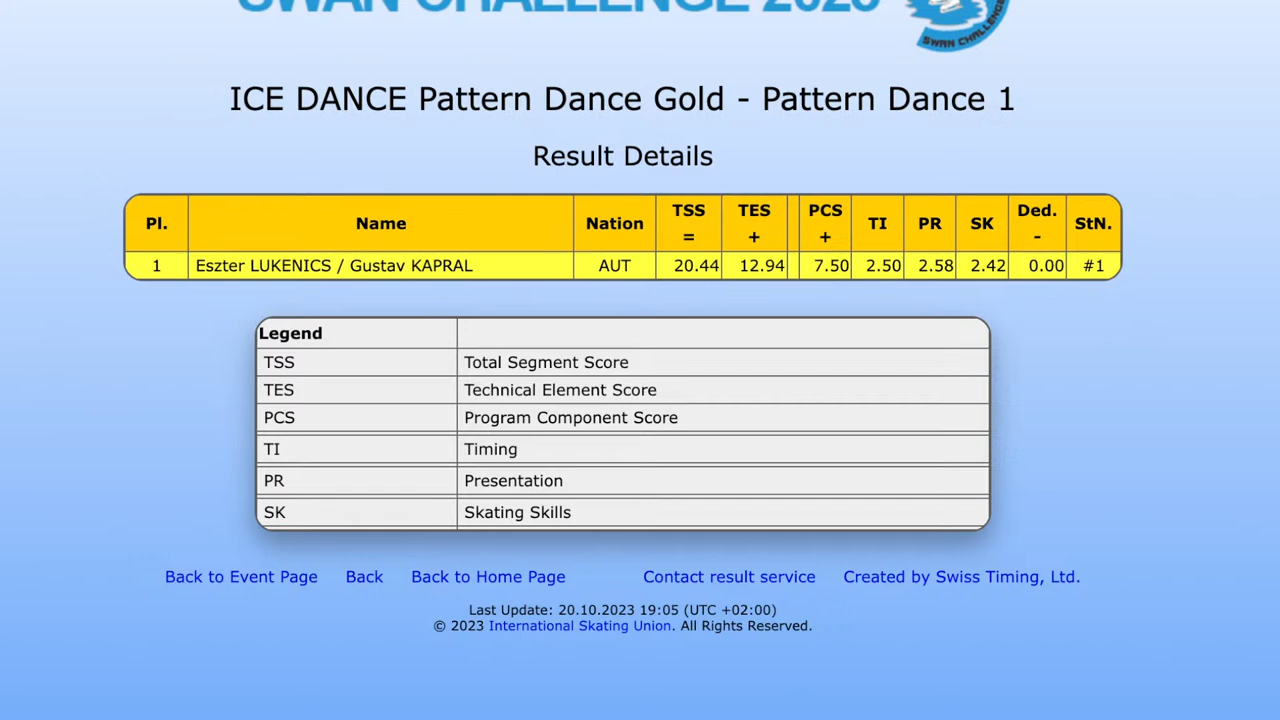 SWAN CHALLENGE 2023
SWAN CHALLENGE
ICE DANCE Pattern Dance Gold - Pattern Dance 1
Result Details
Pl. Name Nation TSS = TES + PCS + TI PR SK Ded. - StN.
1 Eszter LUKENICS / Gustav KAPRAL AUT 20.44 12.94 7.50 2.50 2.58 2.42 0.00 #1
Legend
TSS Total Segment Score
TES Technical Element Score
PCS Program Component Score
TI Timing
PR Presentation
SK Skating Skills
Back to Event Page Back Back to Home Page Contact result service Created by Swiss Timing, Ltd.
Last Update: 20.10.2023 19:05 (UTC +02:00)
© 2023 International Skating Union. All Rights Reserved.